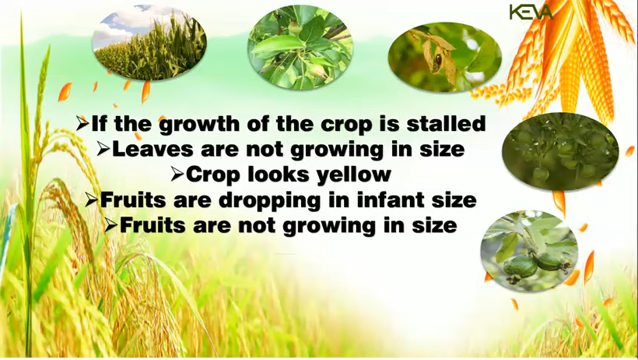 KEVA
➢If the growth of the crop is stalled
➢Leaves are not growing in size
➢Crop looks yellow
➢Fruits are dropping in infant size
➢Fruits are not growing in size